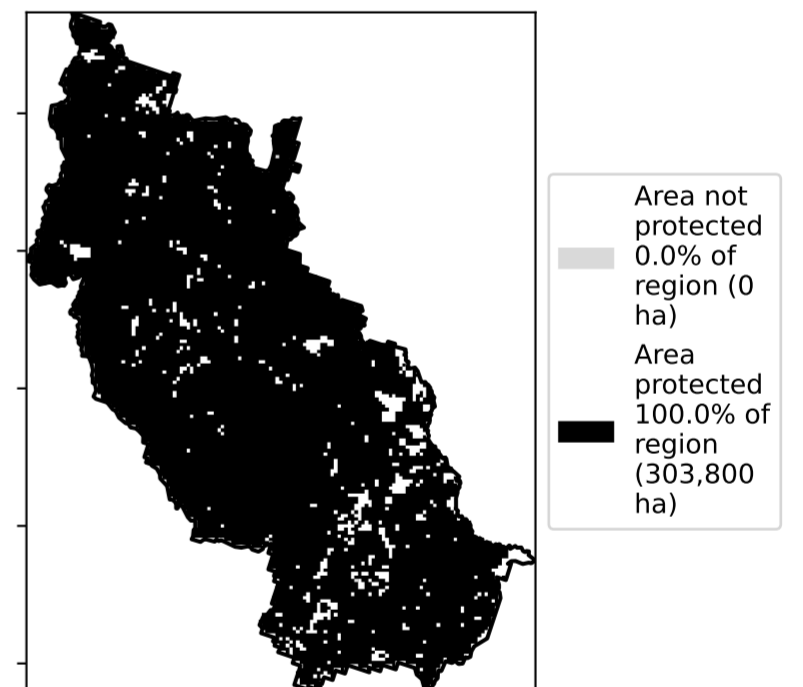 Area not
protected
0.0% of
region (0
ha)
Area
protected
100.0% of
region
(303,800
ha)